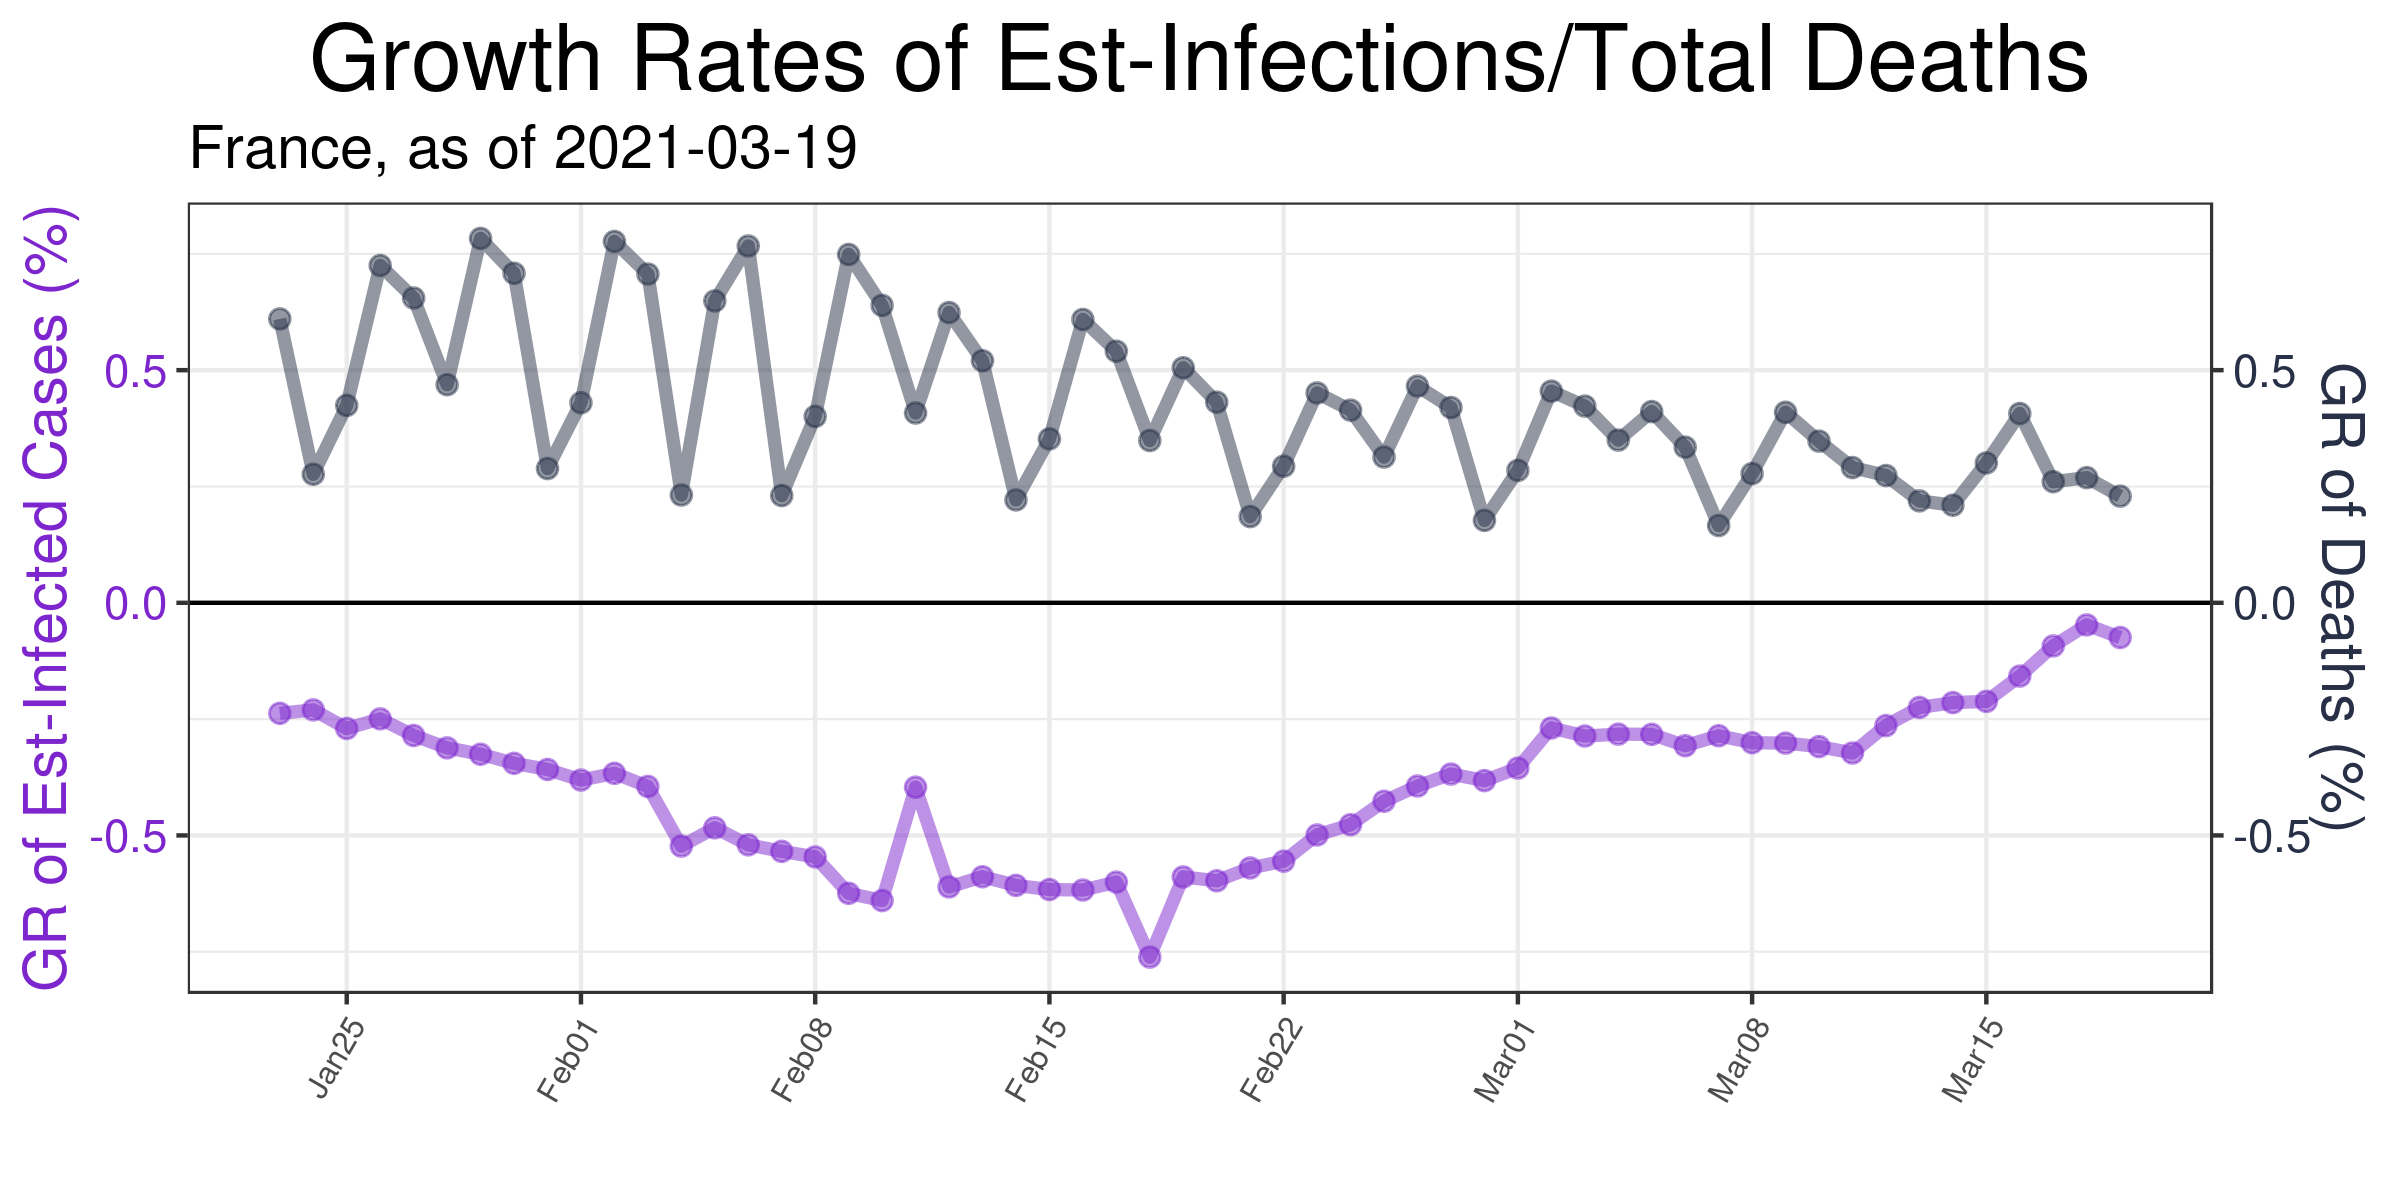 Growth Rates of Est-Infections/Total Deaths
France, as of 2021-03-19
GR of Est-Infected Cases (%)
0.5
0.0
-0.5
0.5
0.0
-0.5
GR of Deaths (%)
Jan25
Feb01
Feb08
Feb15
Feb22
Mar01
Mar08
Mar15